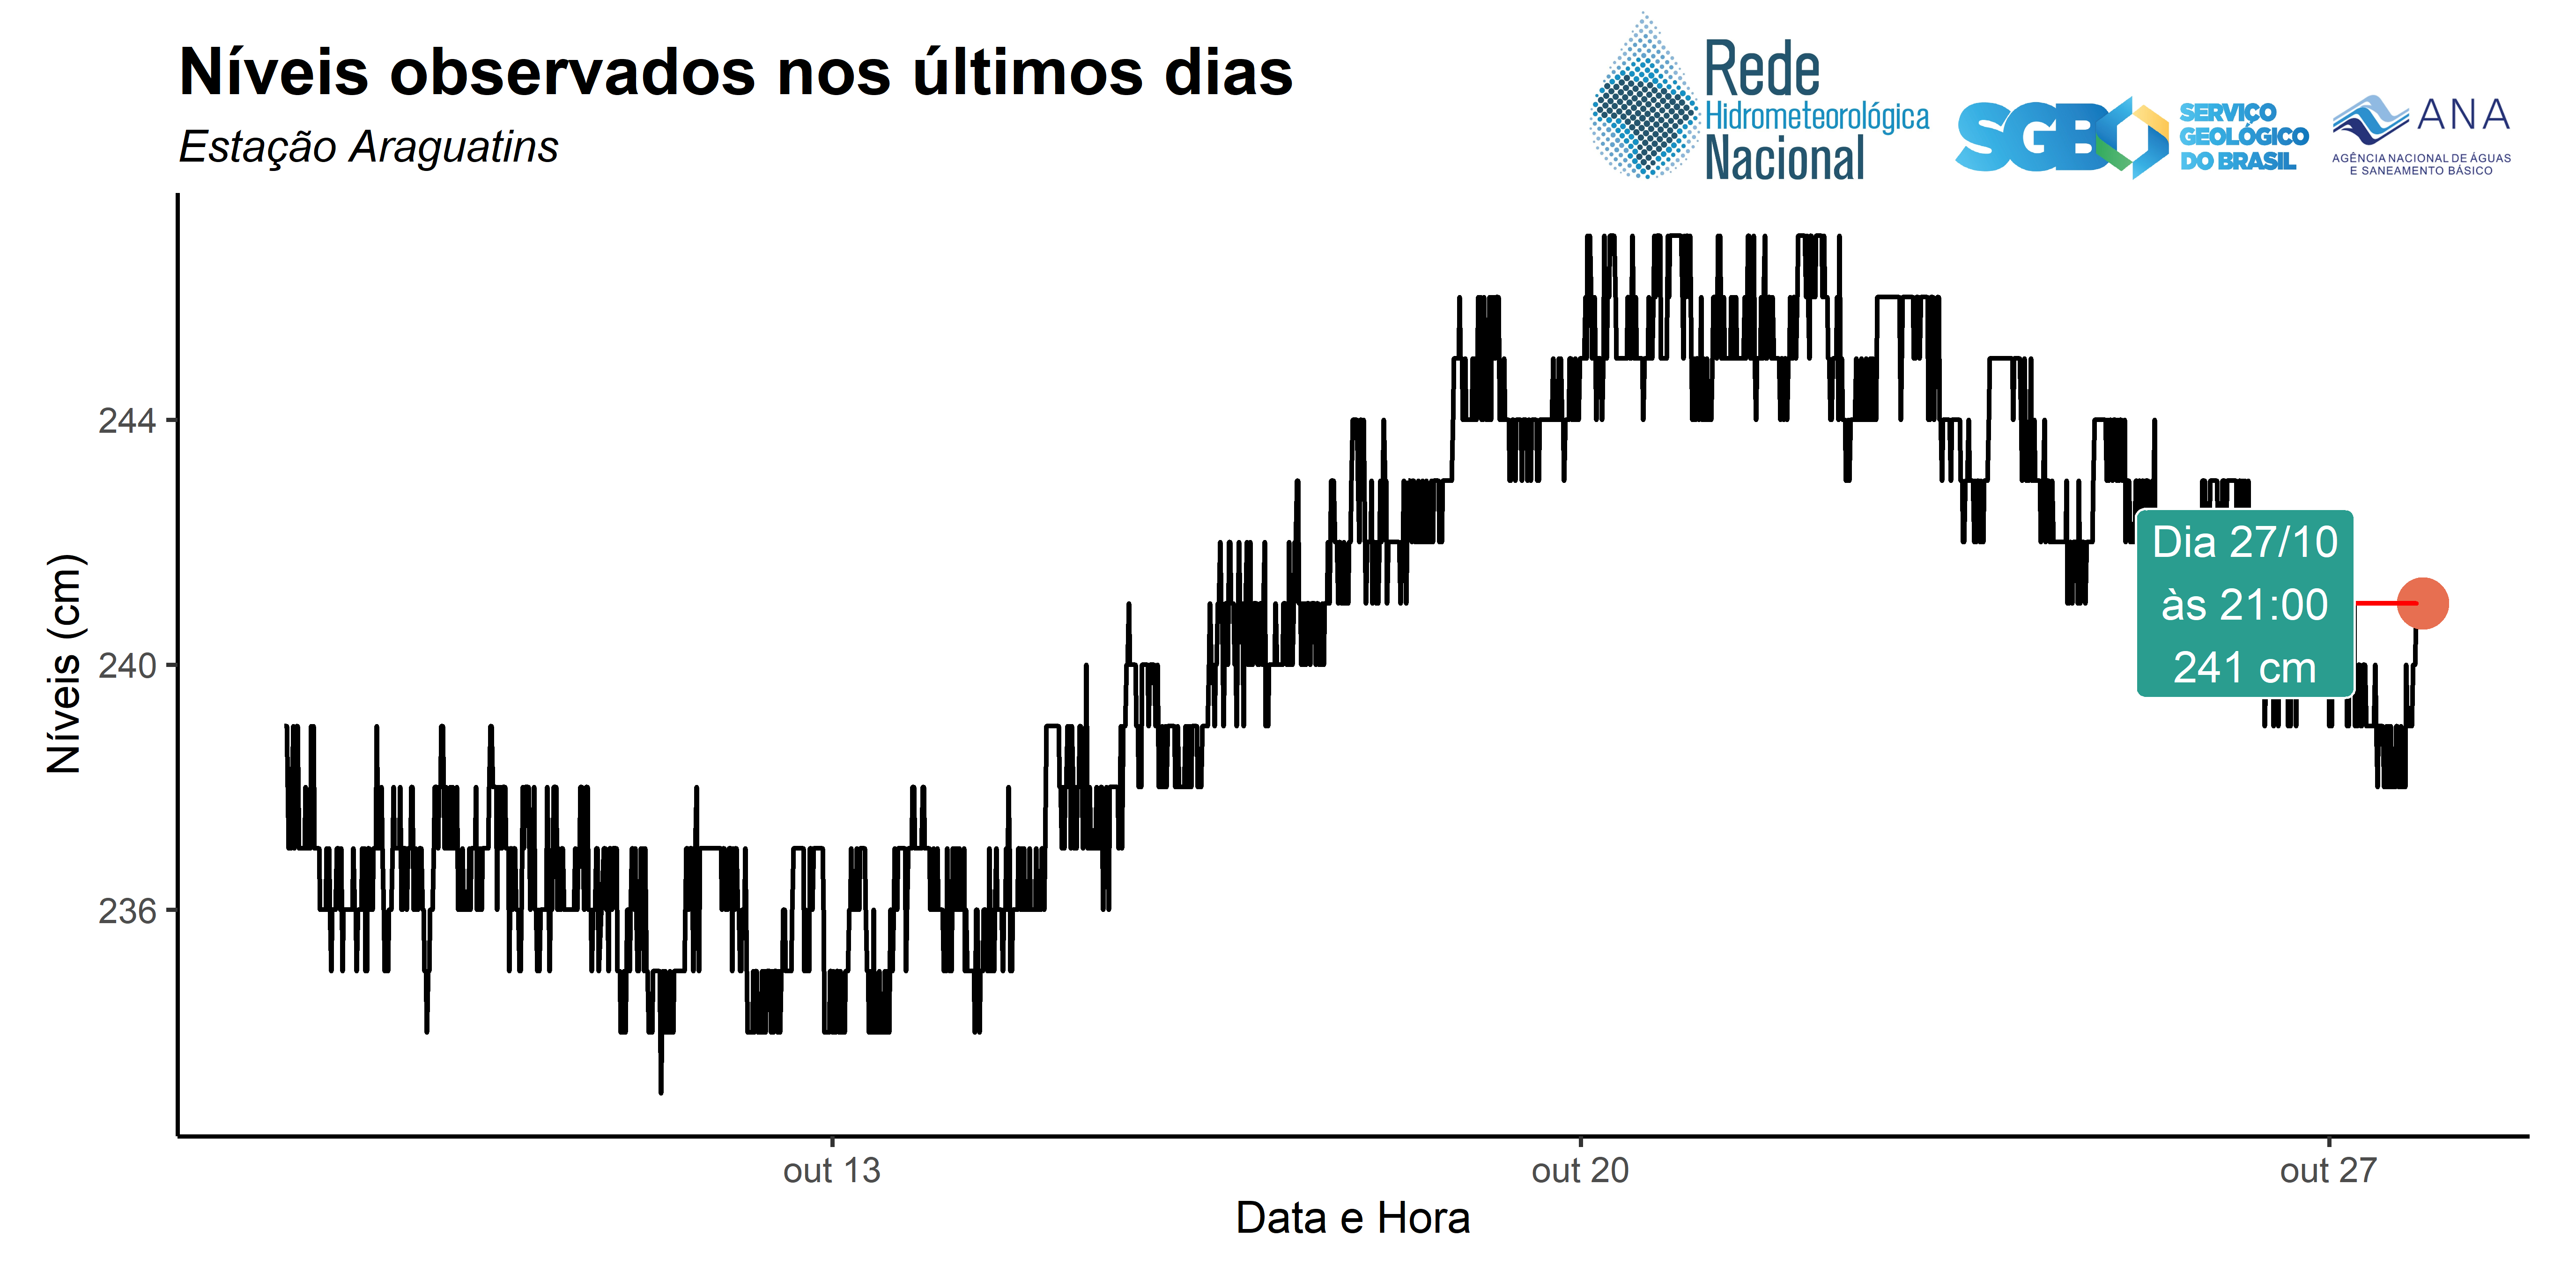 Níveis observados nos últimos dias
Estação Araguatins
Rede
Hidrometeorológica
Nacional
SGB
SERVIÇO
GEOLÓGICO
DO BRASIL
ANA
AGÊNCIA NACIONAL DE ÁGUAS
E SANEAMENTO BÁSICO
Níveis (cm)
244
240
236
Dia 27/10
às 21:00
241 cm
out 13
out 20
out 27
Data e Hora